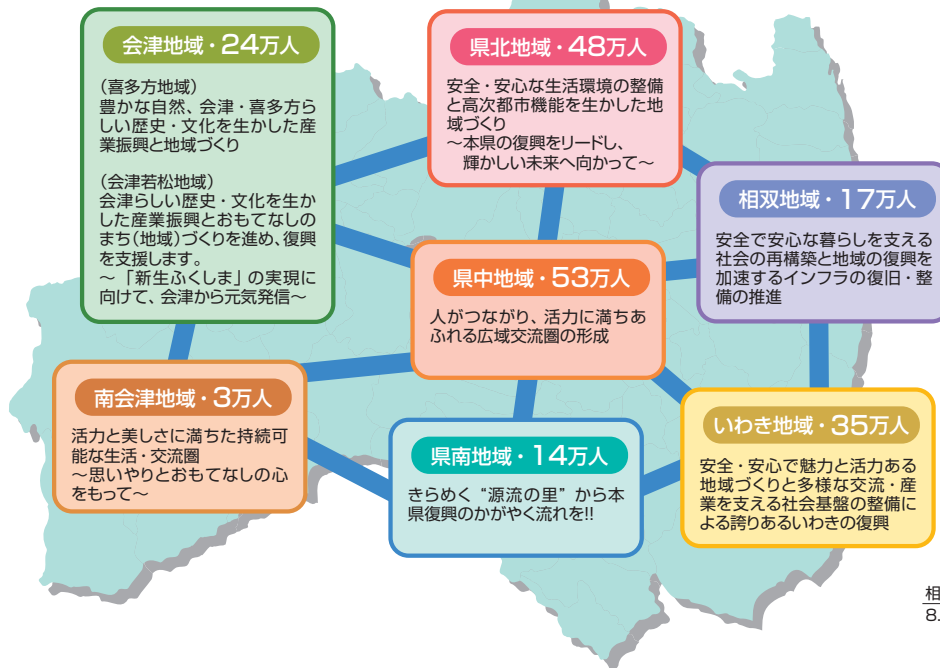 会津地域・24万人
(喜多方地域)
豊かな自然、会津・喜多方ら
しい歴史・文化を生かした産
業振興と地域づくり
(会津若松地域)
会津らしい歴史・文化を生か
した産業振興とおもてなしの
まち(地域)づくりを進め、復興
を支援します。
～「新生ふくしま」の実現に
向けて、会津から元気発信～
県北地域・48万人
安全・安心な生活環境の整備
と高次都市機能を生かした地
域づくり
～本県の復興をリードし、
輝かしい未来へ向かって～
相双地域・17万人
安全で安心な暮らしを支える
社会の再構築と地域の復興を
加速するインフラの復旧・整
備の推進
県中地域・53万人
人がつながり、活力に満ちあ
ふれる広域交流圏の形成
南会津地域・3万人
活力と美しさに満ちた持続可
能な生活・交流圏
～思いやりとおもてなしの心
をもって～
県南地域・14万人
きらめく“源流の里”から本
県復興のかがやく流れを!!
いわき地域・35万人
安全・安心で魅力と活力ある
地域づくりと多様な交流・産
業を支える社会基盤の整備に
よる誇りあるいわきの復興
相
8.